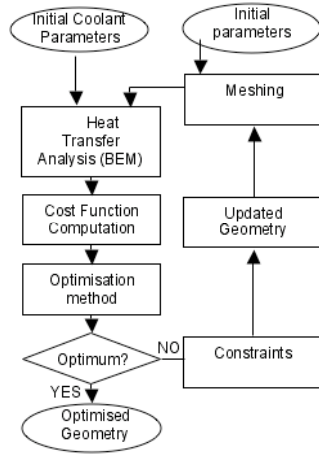 Initial Coolant
Parameters
Initial
parameters
Meshing
Heat
Transfer
Analysis (BEM)
Cost Function
Computation
Updated
Geometry
Optimisation
method
Optimum?
NO
Constraints
YES
Optimised
Geometry